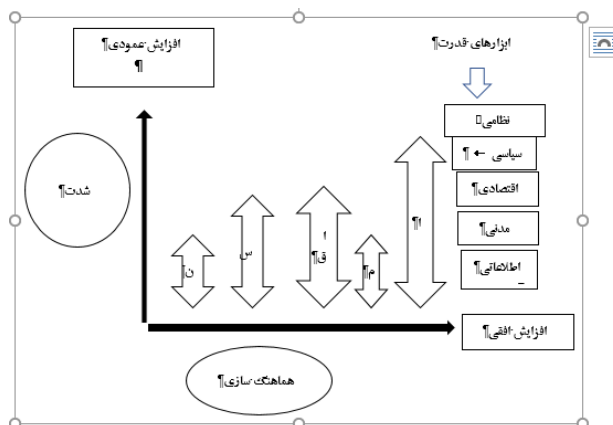 افزایش عمودی¶
¶
ابزارهای قدرت¶
نظامی
سیاسی ← ¶
اقتصادی¶
مدنی¶
اطلاعاتی¶
شدت¶
ن¶
س
ا
ق¶
م¶
ا¶
افزایش افقی¶
هماهنگ سازی¶